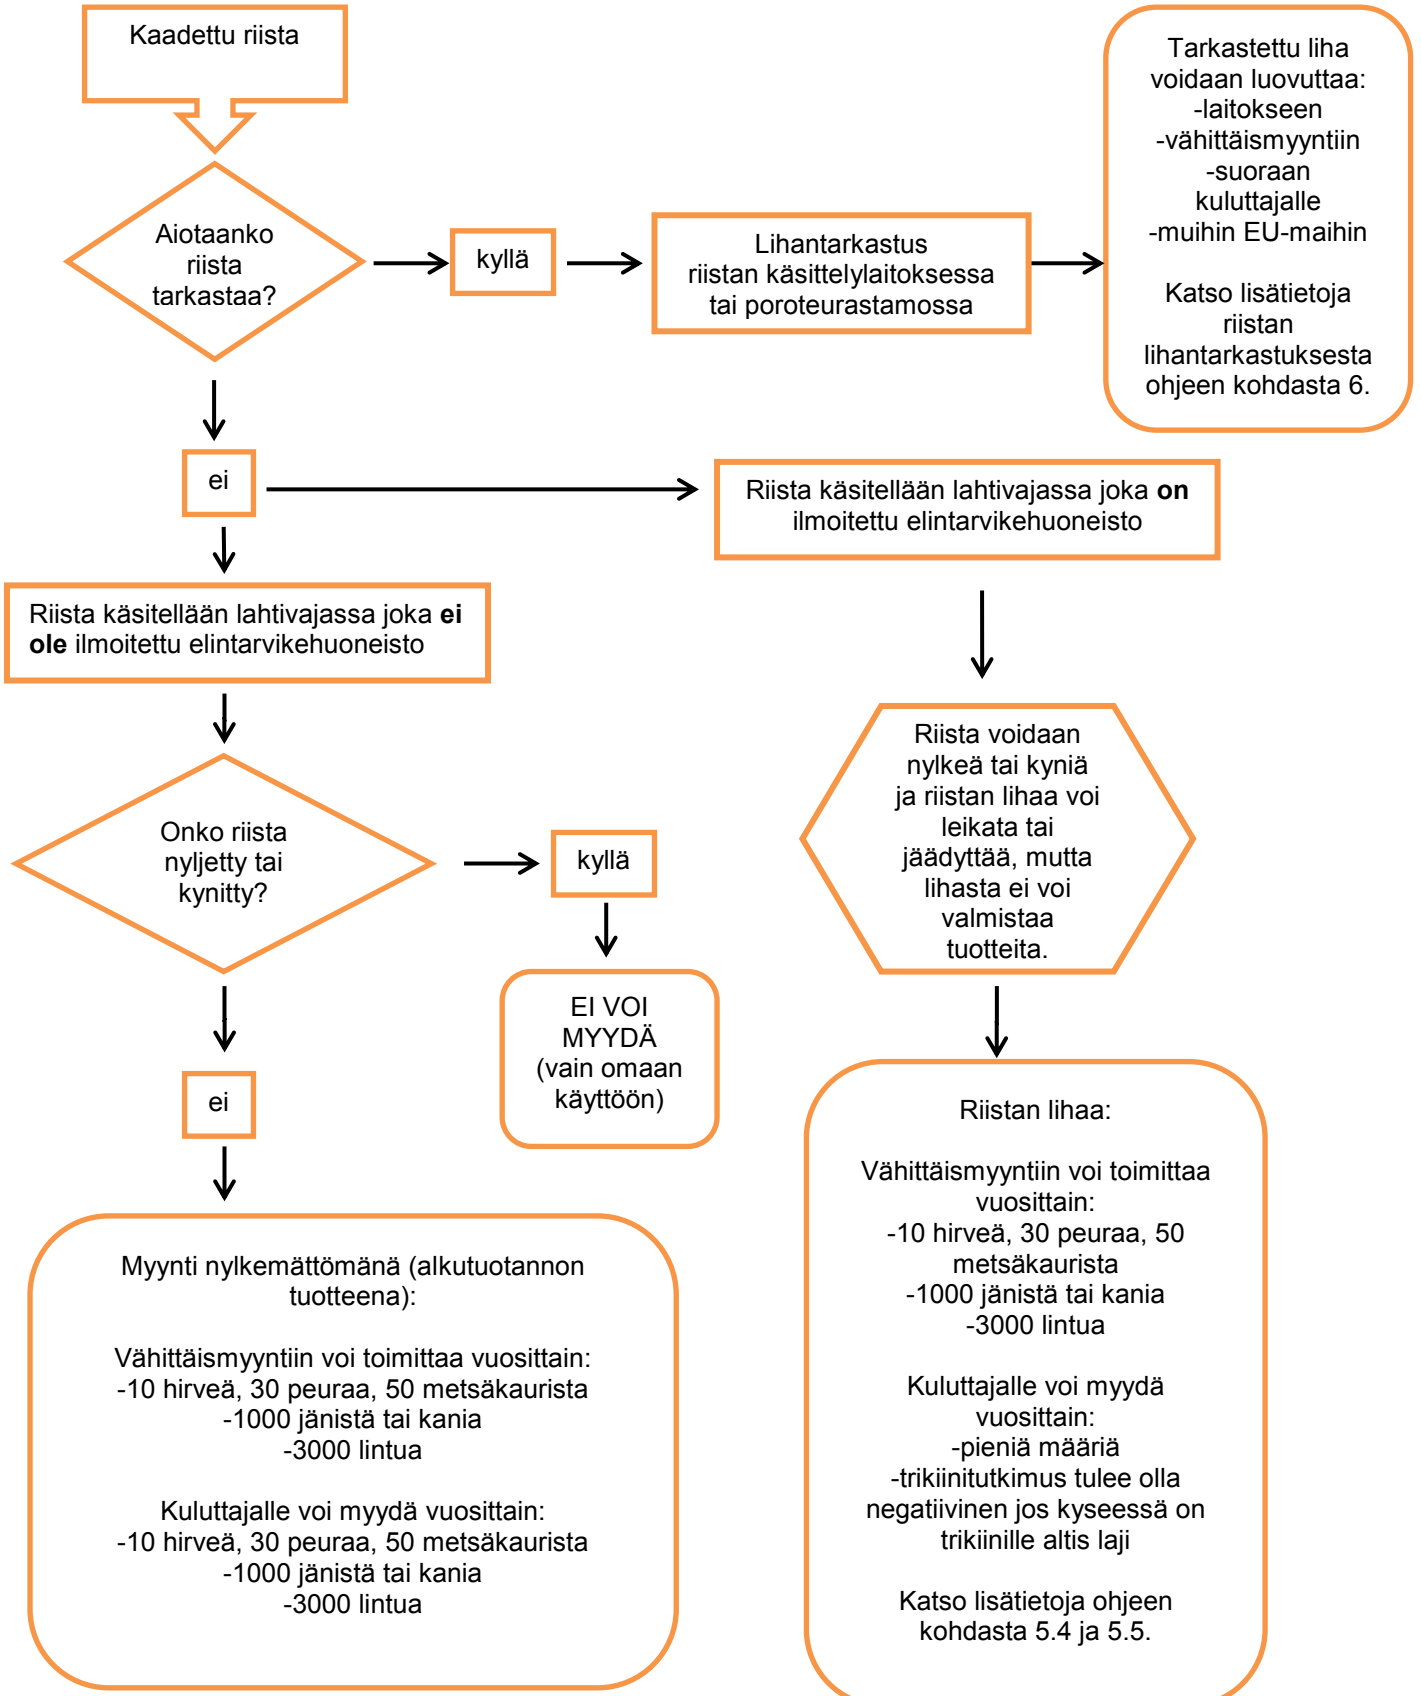 Kaadettu riista
Aiotaanko
riista
tarkastaa?
kyllä
Lihantarkastus
riistan käsittelylaitoksessa
tai poroteurastamossa
Tarkastettu liha
voidaan luovuttaa:
-laitokseen
-vähittäismyyntiin
-suoraan
kuluttajalle
-muihin EU-maihin
Katso lisätietoja
riistan
lihantarkastuksesta
ohjeen kohdasta 6.
ei
Riista käsitellään lahtivajassa joka on
ilmoitettu elintarvikehuoneisto
Riista käsitellään lahtivajassa joka ei
ole ilmoitettu elintarvikehuoneisto
Onko riista
nyljetty tai
kynitty?
kyllä
EI VOI
MYYDÄ
(vain omaan
käyttöön)
Riista voidaan
nylkeä tai kyniä
ja riistan lihaa voi
leikata tai
jäädyttää, mutta
lihasta ei voi
valmistaa
tuotteita.
ei
Myynti nylkemättömänä (alkutuotannon
tuotteena):
Vähittäismyyntiin voi toimittaa vuosittain:
-10 hirveä, 30 peuraa, 50 metsäkaurista
-1000 jänistä tai kania
-3000 lintua
Kuluttajalle voi myydä vuosittain:
-10 hirveä, 30 peuraa, 50 metsäkaurista
-1000 jänistä tai kania
-3000 lintua
Riistan lihaa:
Vähittäismyyntiin voi toimittaa
vuosittain:
-10 hirveä, 30 peuraa, 50
metsäkaurista
-1000 jänistä tai kania
-3000 lintua
Kuluttajalle voi myydä
vuosittain:
-pieniä määriä
-trikiinitutkimus tulee olla
negatiivinen jos kyseessä on
trikiinille altis laji
Katso lisätietoja ohjeen
kohdasta 5.4 ja 5.5.